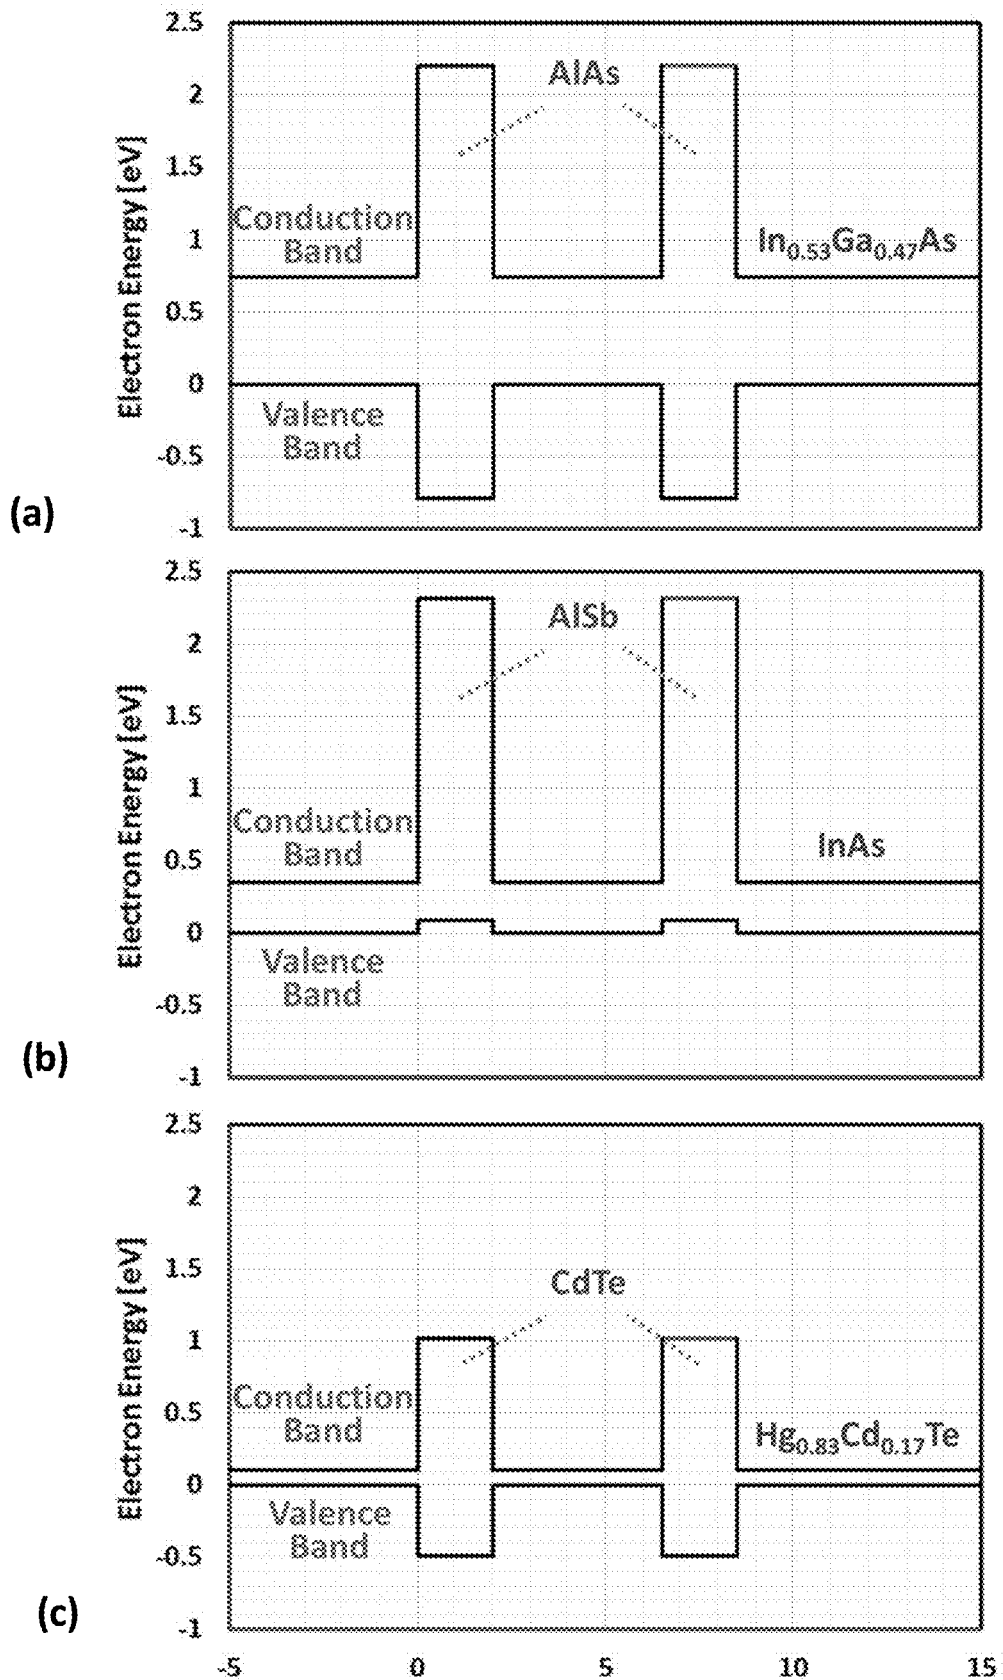 2.5
2
1.5
1
0.5
0
-0.5
-1
Electron Energy [eV]
AlAs
Conduction
Band
In0.53Ga0.47As
Valence
Band
(a)
2.5
2
1.5
1
0.5
0
-0.5
-1
Electron Energy [eV]
AlSb
Conduction
Band
InAs
Valence
Band
(b)
2.5
2
1.5
1
0.5
0
-0.5
-1
Electron Energy [eV]
CdTe
Conduction
Band
Hg0.83Cd0.17Te
Valence
Band
(c)
-5 0 5 10 15